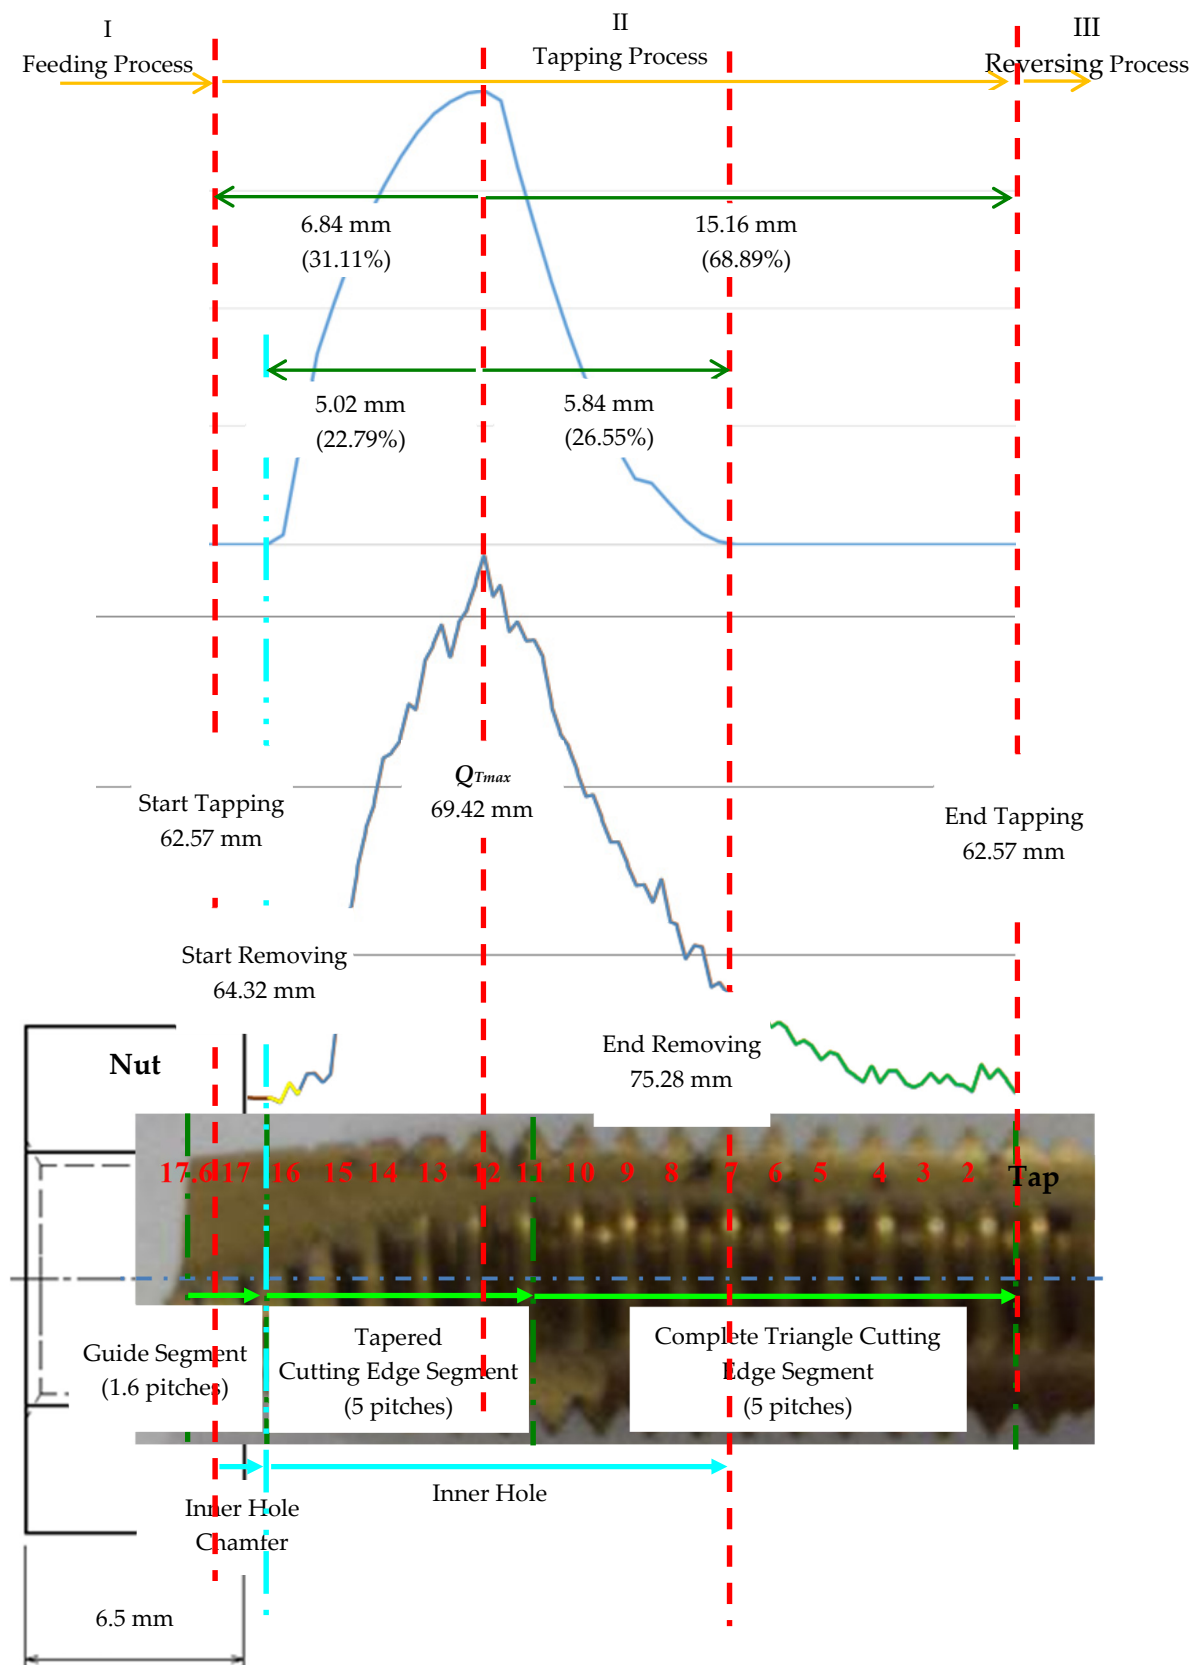 I
Feeding Process
II
Tapping Process
III
Reversing Process
6.84 mm
(31.11%)
15.16 mm
(68.89%)
5.02 mm
(22.79%)
5.84 mm
(26.55%)
Start Tapping
62.57 mm
QTmax
69.42 mm
End Tapping
62.57 mm
Start Removing
64.32 mm
End Removing
75.28 mm
Nut
17.6 17 16 15 14 13 12 11 10 9 8 7 6 5 4 3 2 Tap
Guide Segment
(1.6 pitches)
Tapered
Cutting Edge Segment
(5 pitches)
Complete Triangle Cutting
Edge Segment
(5 pitches)
Inner Hole
Chamfer
Inner Hole
6.5 mm